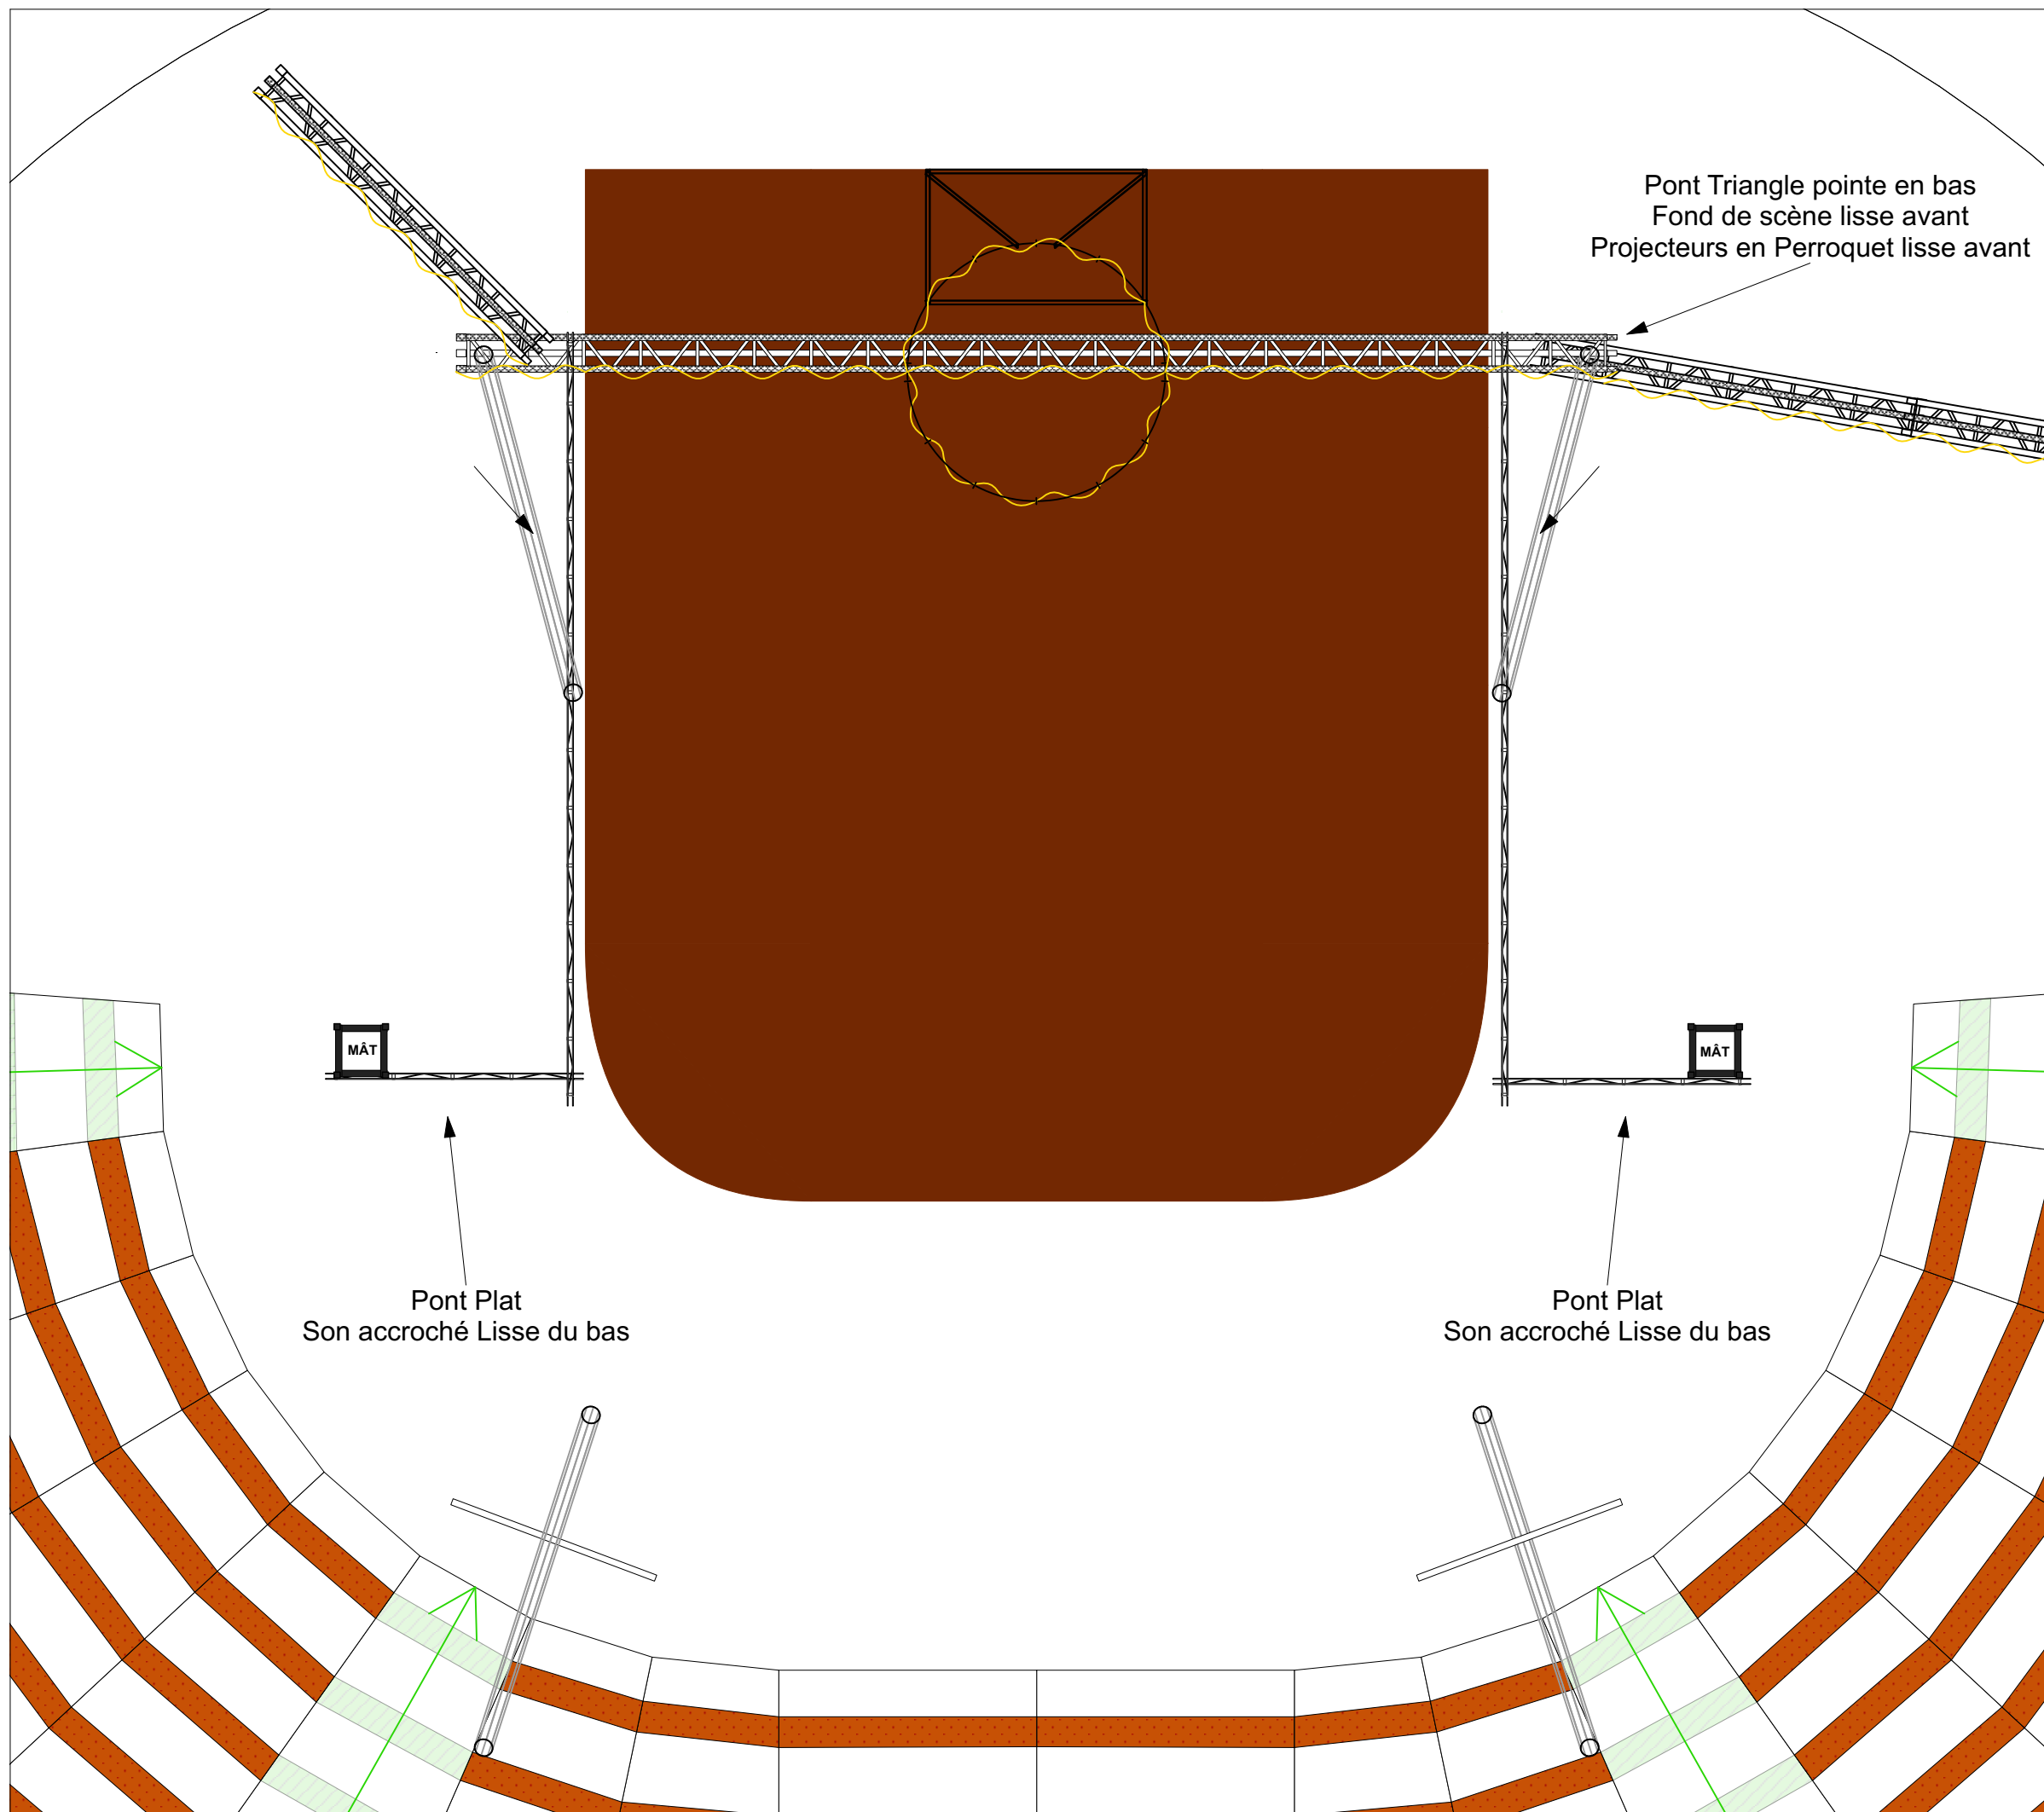 Pont Triangle pointe en bas
Fond de scène lisse avant
Projecteurs en Perroquet lisse avant
MÂT
MÂT
Pont Plat
Son accroché Lisse du bas
Pont Plat
Son accroché Lisse du bas